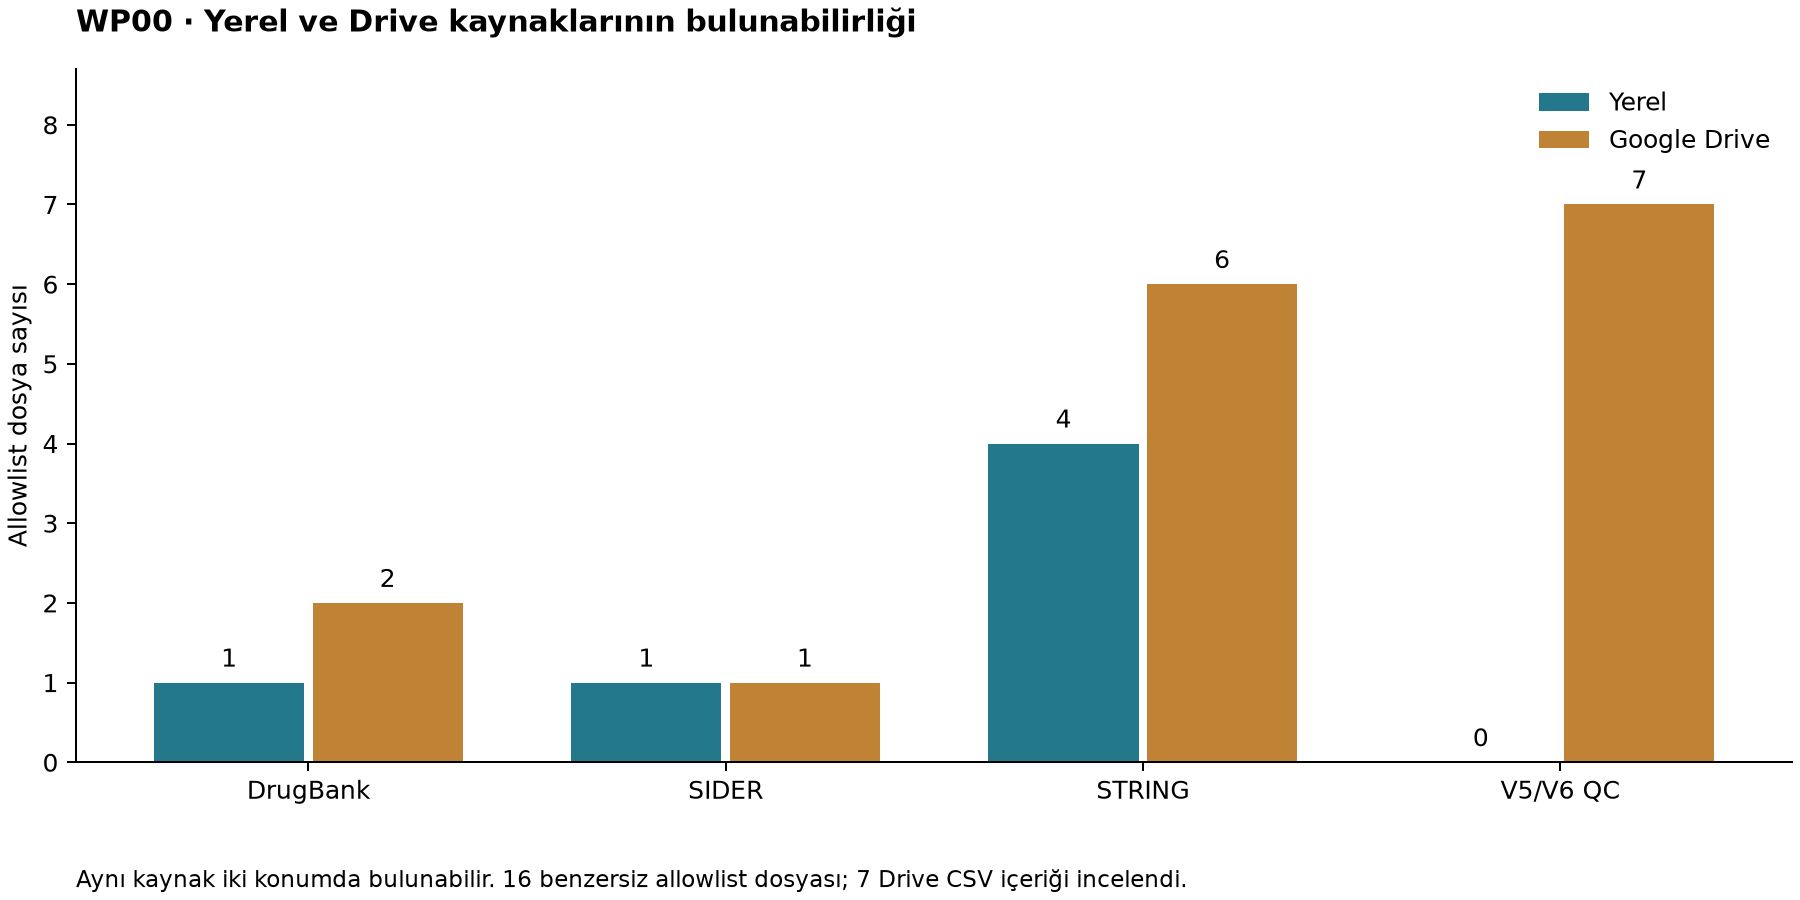 WP00 · Yerel ve Drive kaynaklarının bulunabilirliği
Allowlist dosya sayısı
8
7
6
5
4
3
2
1
0
Yerel
Google Drive
1
2
1
1
4
6
0
7
DrugBank
SIDER
STRING
V5/V6 QC
Aynı kaynak iki konumda bulunabilir. 16 benzersiz allowlist dosyası; 7 Drive CSV içeriği incelendi.